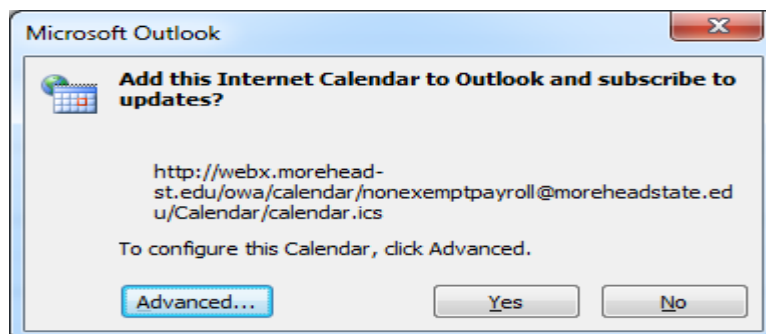 Microsoft Outlook
Add this Internet Calendar to Outlook and subscribe to
updates?
http://webx.morehead-
st.edu/owa/calendar/nonexemptpayroll@moreheadstate.ed
u/Calendar/calendar.ics
To configure this Calendar, click Advanced.
Advanced... Yes No